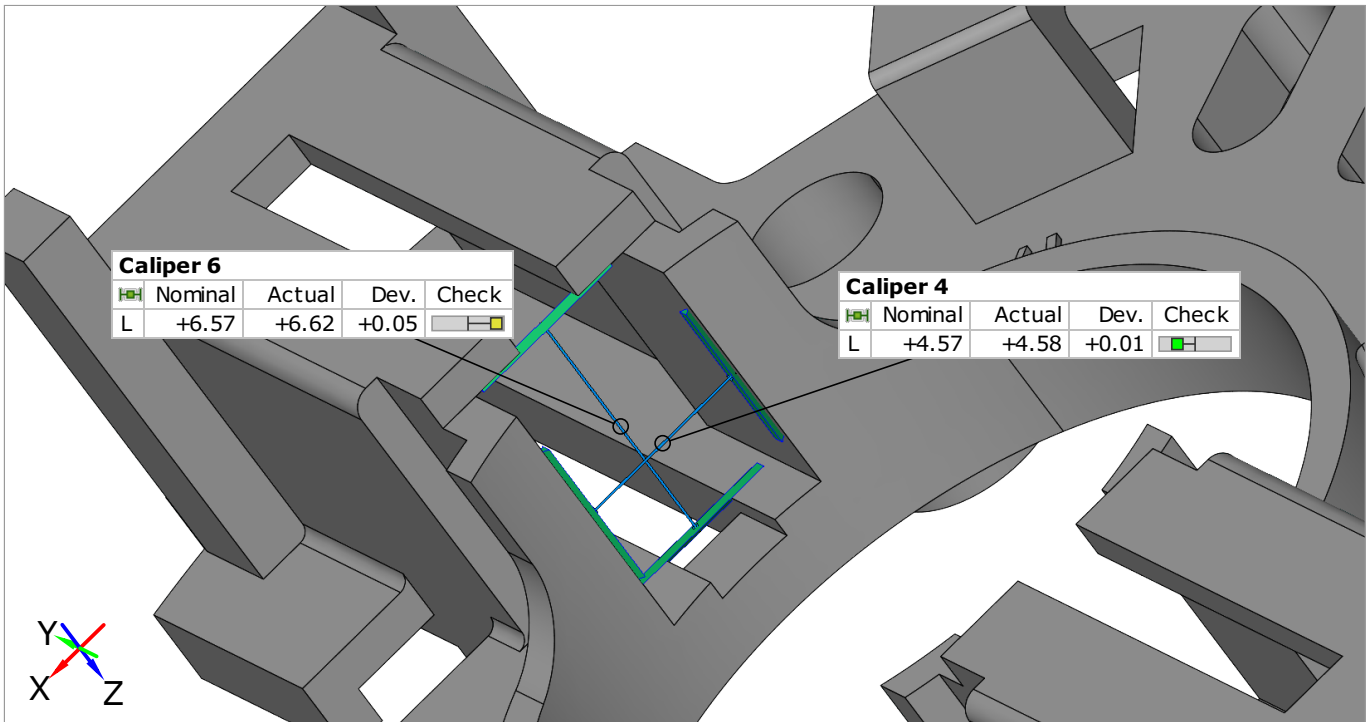 Caliper 6
Nominal Actual Dev. Check
L +6.57 +6.62 +0.05
Caliper 4
Nominal Actual Dev. Check
L +4.57 +4.58 +0.01
Y
X
Z